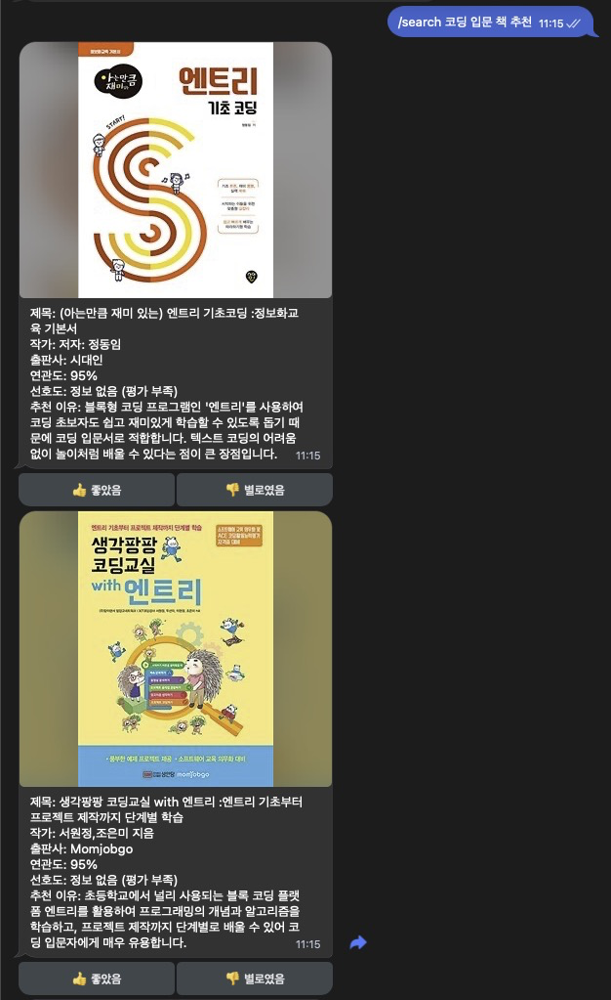 /search 코딩 입문 책 추천 11:15
정보화교육 기본서
아는만큼
재미있는
엔트리
기초 코딩
정동임 저
START!
제목: (아는만큼 재미 있는) 엔트리 기초코딩 :정보화교
육 기본서
작가: 저자: 정동임
출판사: 시대인
연관도: 95%
선호도: 정보 없음 (평가 부족)
추천 이유: 블록형 코딩 프로그램인 '엔트리'를 사용하여
코딩 초보자도 쉽고 재미있게 학습할 수 있도록 돕기 때
문에 코딩 입문서로 적합합니다. 텍스트 코딩의 어려움
없이 놀이처럼 배울 수 있다는 점이 큰 장점입니다. 11:15
👍 좋았음
👎 별로였음
엔트리 기초부터 프로젝트 제작까지 단계별 학습
생각팡팡
코딩교실
with 엔트리
• 풍부한 예제 프로젝트 제공 • 소프트웨어 교육 의무화 대비
momjobgo
제목: 생각팡팡 코딩교실 with 엔트리 :엔트리 기초부터
프로젝트 제작까지 단계별 학습
작가: 서원정,조은미 지음
출판사: Momjobgo
연관도: 95%
선호도: 정보 없음 (평가 부족)
추천 이유: 초등학교에서 널리 사용되는 블록 코딩 플랫
폼 엔트리를 활용하여 프로그래밍의 개념과 알고리즘을
학습하고, 프로젝트 제작까지 단계별로 배울 수 있어 코
딩 입문자에게 매우 유용합니다. 11:15
👍 좋았음
👎 별로였음